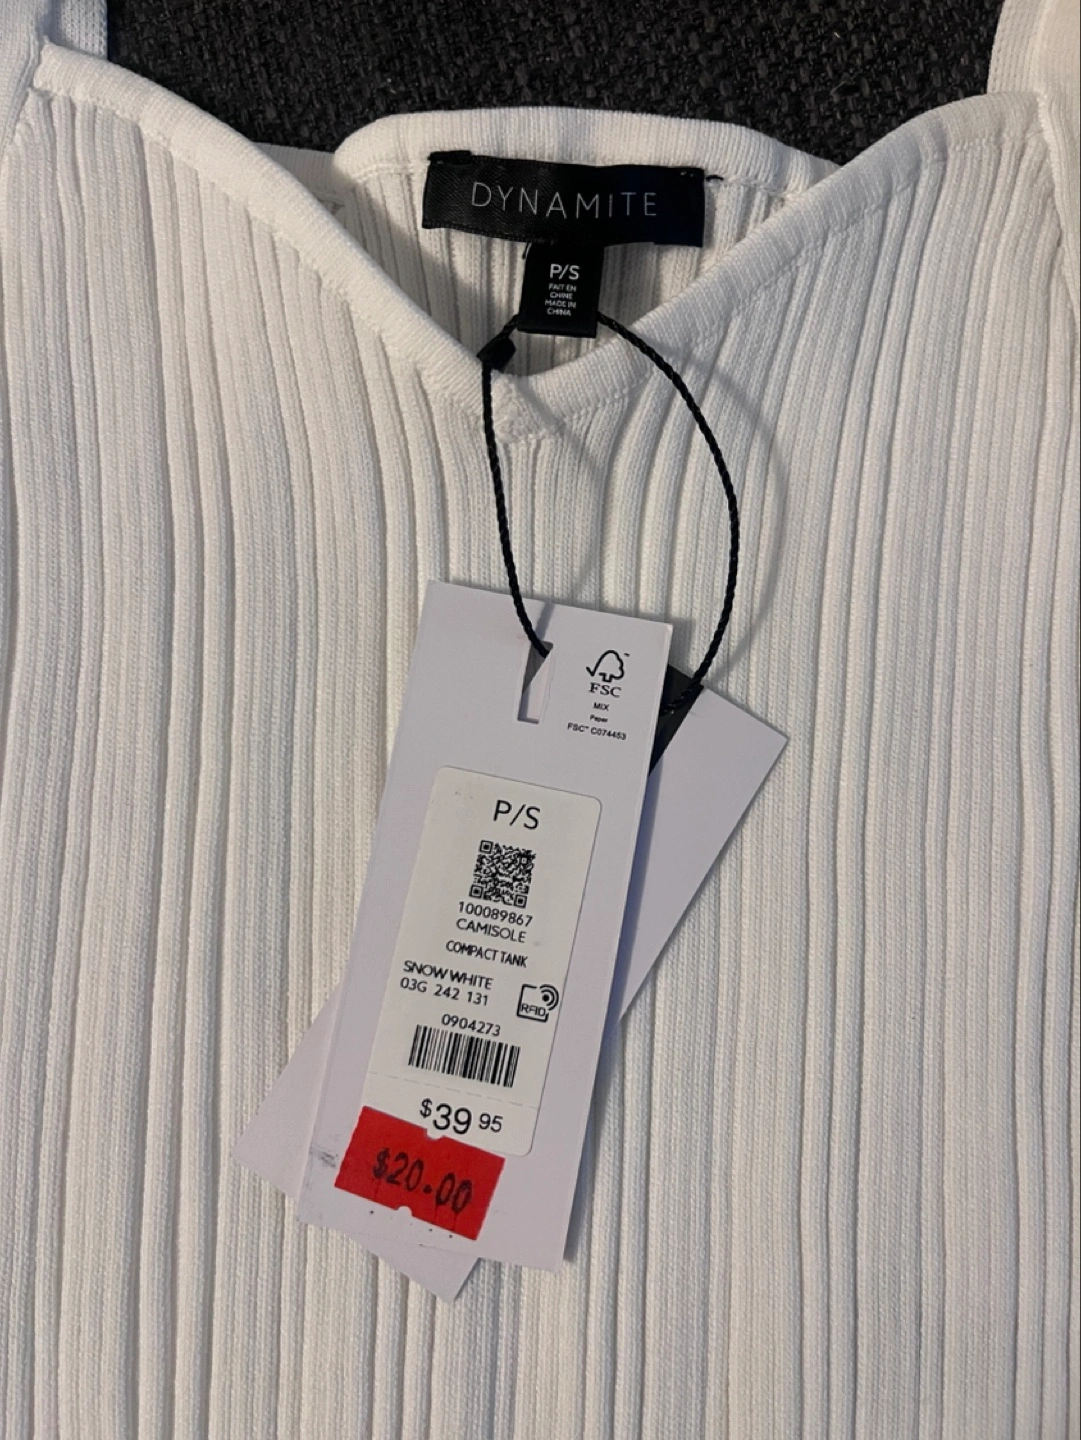 DYNAMITE
P/S
FAIT EN
CHINE
MADE IN
CHINA
FSC
MIX
Paper
FSC™ C074453
P/S
100089867
CAMISOLE
COMPACT TANK
SNOW WHITE
03G 242 131
RFID
0904273
$39 95
$20.00